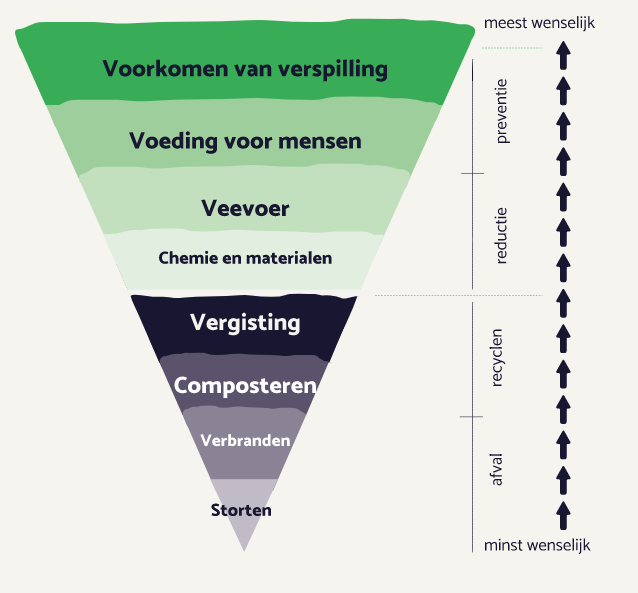 meest wenselijk
Voorkomen van verspilling
Voeding voor mensen
preventie
Veevoer
reductie
Chemie en materialen
Vergisting
recyclen
Composteren
Verbranden
afval
Storten
minst wenselijk